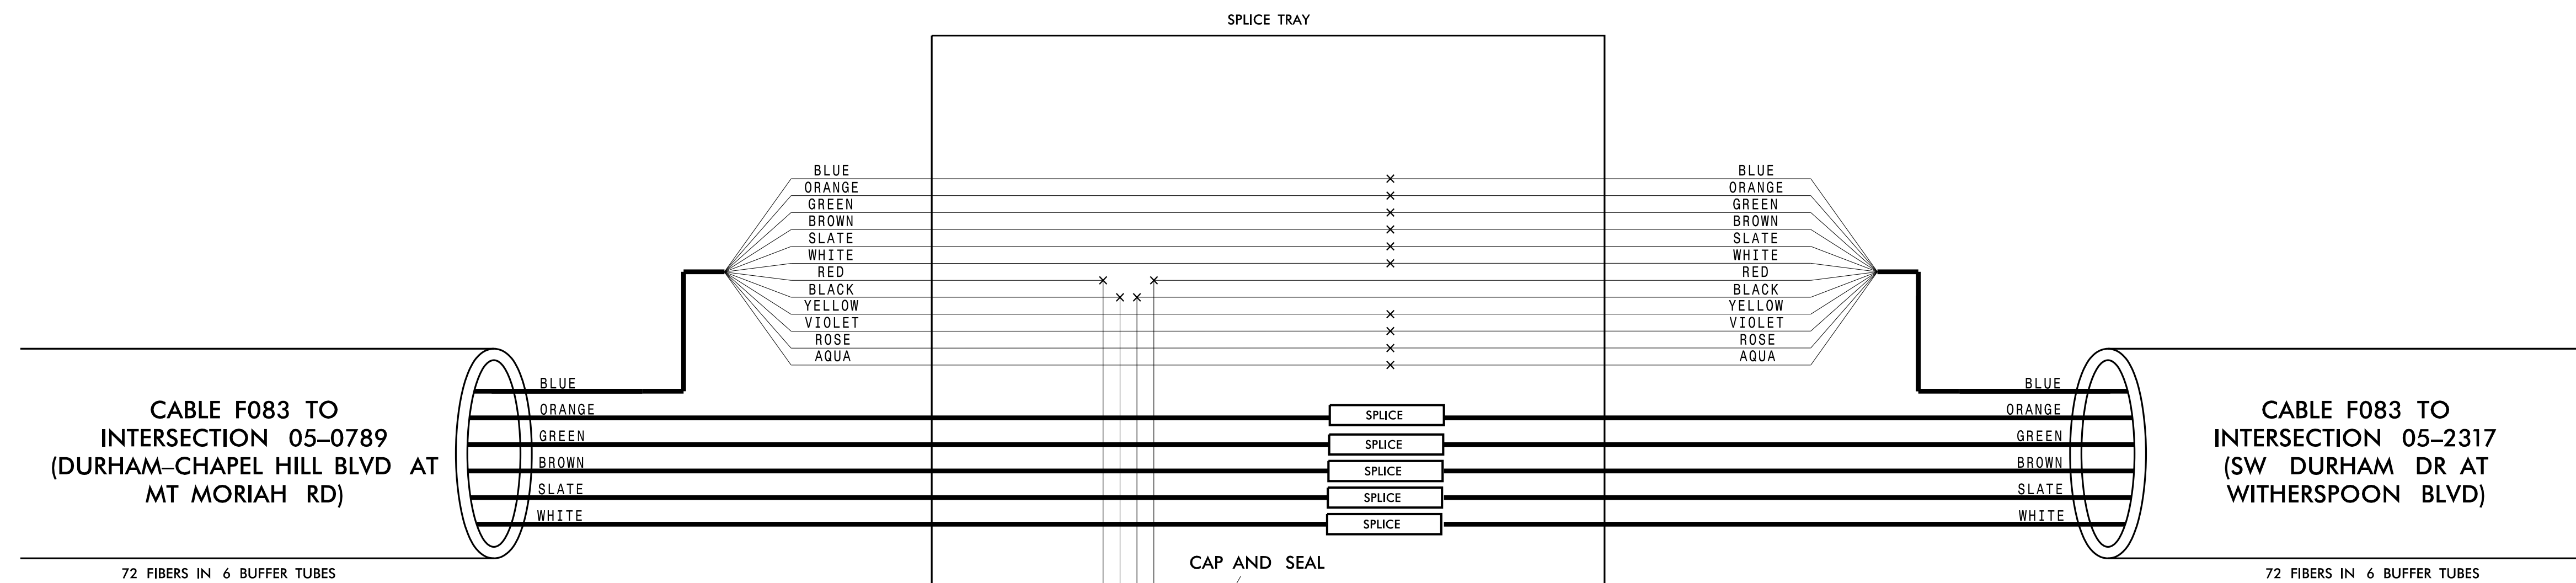 SPLICE TRAY
BLUE
ORANGE
GREEN
BROWN
SLATE
WHITE
RED
BLACK
YELLOW
VIOLET
ROSE
AQUA
BLUE
ORANGE
GREEN
BROWN
SLATE
WHITE
RED
BLACK
YELLOW
VIOLET
ROSE
AQUA
CABLE F083 TO
INTERSECTION 05–0789
(DURHAM–CHAPEL HILL BLVD AT
MT MORIAH RD)
72 FIBERS IN 6 BUFFER TUBES
BLUE
ORANGE
GREEN
BROWN
SLATE
WHITE
SPLICE
SPLICE
SPLICE
SPLICE
SPLICE
CAP AND SEAL
BLUE
ORANGE
GREEN
BROWN
SLATE
WHITE
CABLE F083 TO
INTERSECTION 05–2317
(SW DURHAM DR AT
WITHERSPOON BLVD)
72 FIBERS IN 6 BUFFER TUBES